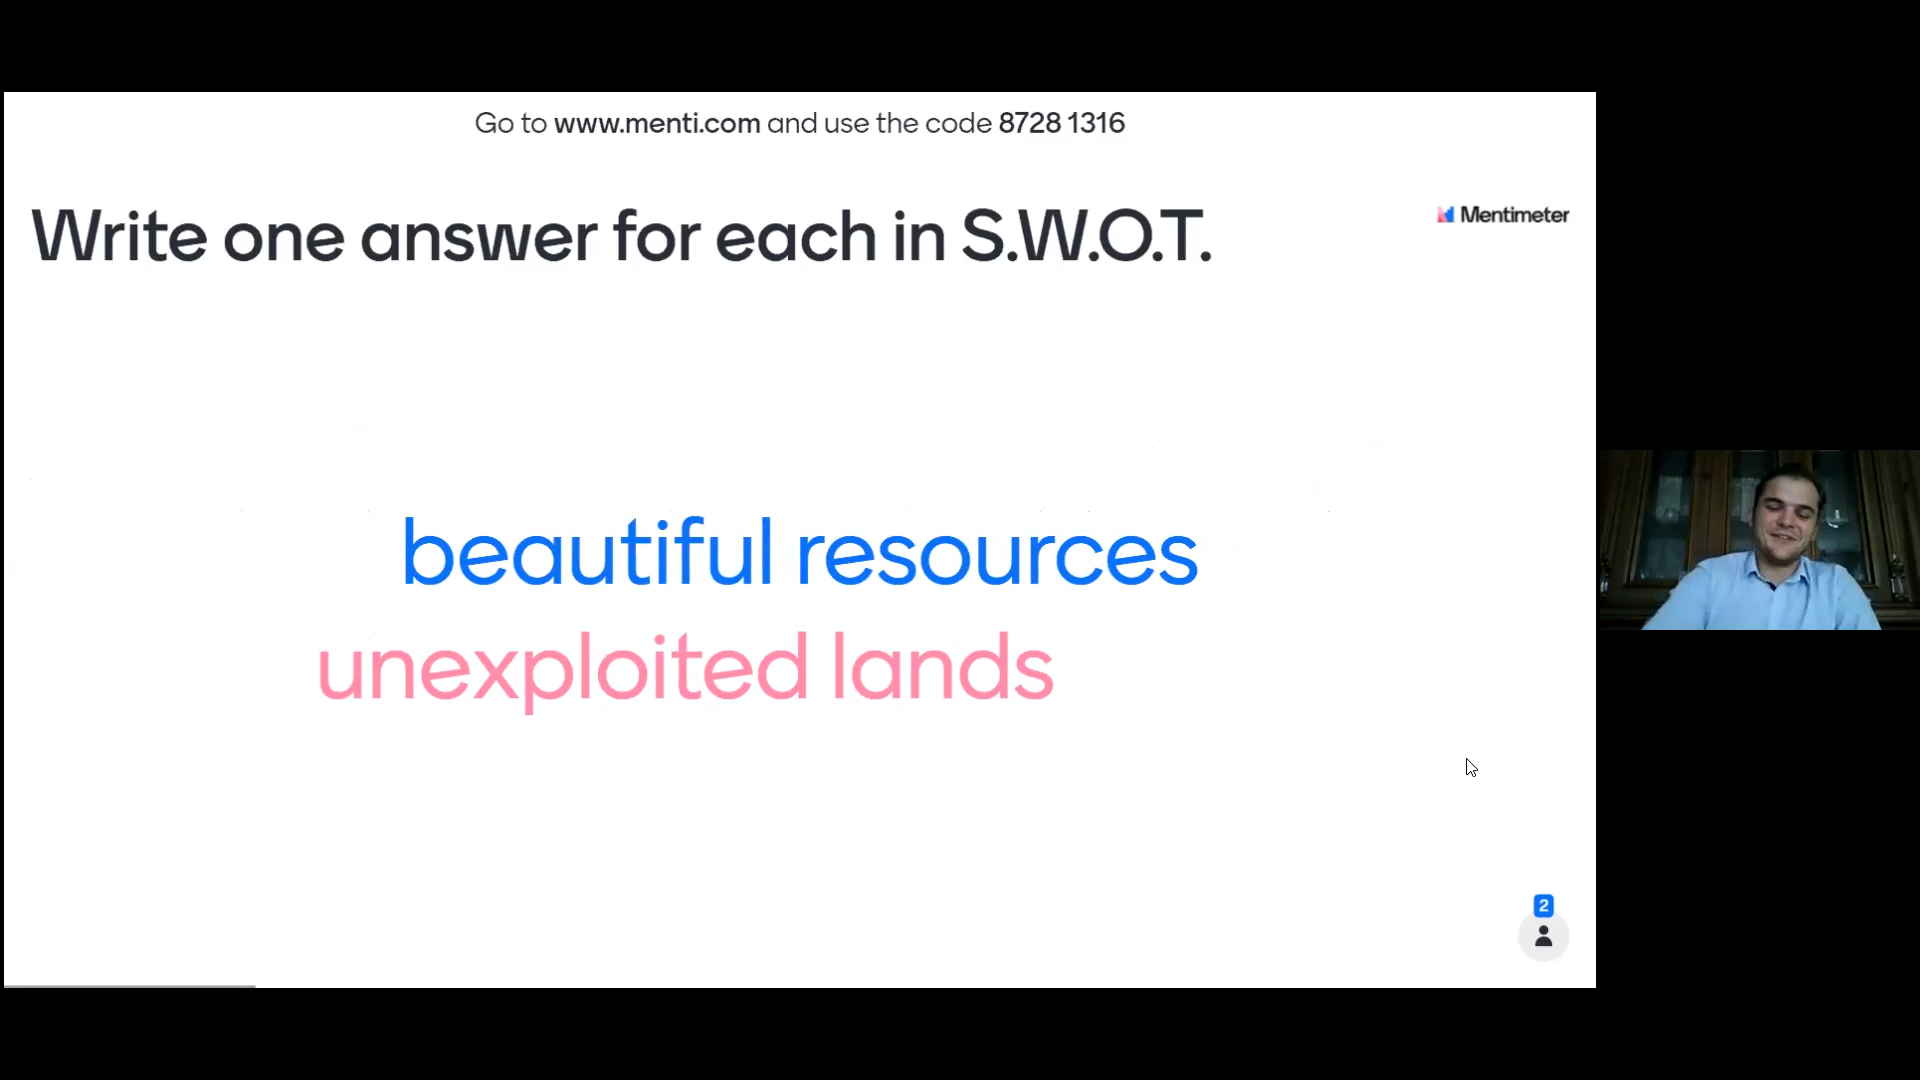 Go to www.menti.com and use the code 8728 1316
Write one answer for each in S.W.O.T.
Mentimeter
beautiful resources
unexploited lands
2